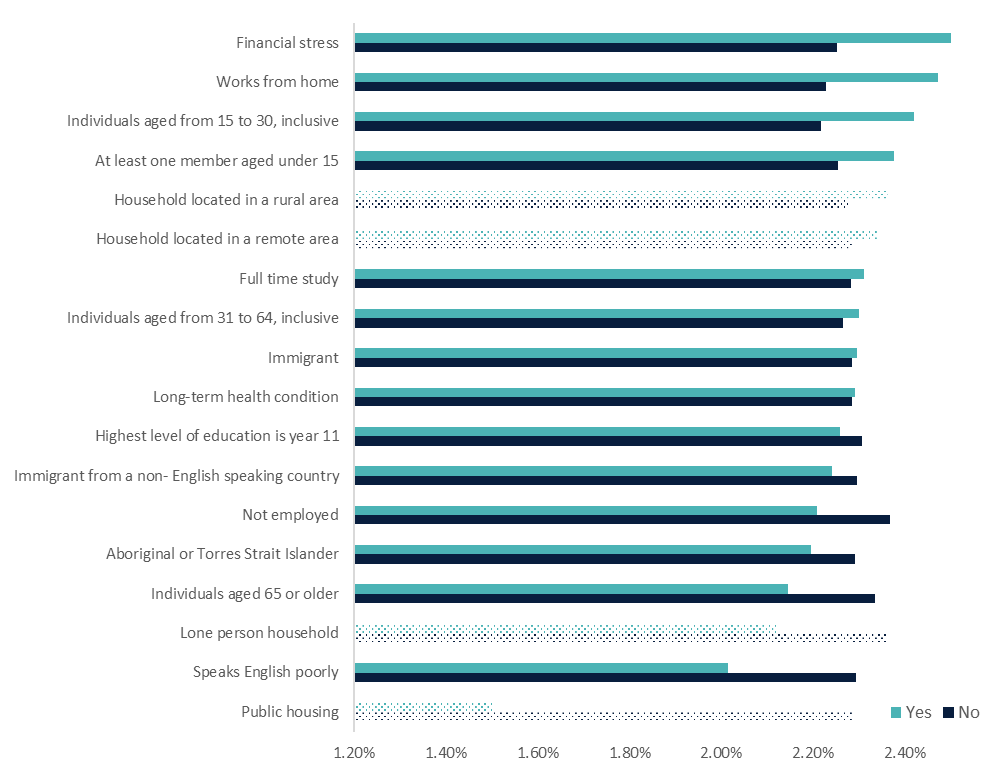 Financial stress
Works from home
Individuals aged from 15 to 30, inclusive
At least one member aged under 15
Household located in a rural area
Household located in a remote area
Full time study
Individuals aged from 31 to 64, inclusive
Immigrant
Long-term health condition
Highest level of education is year 11
Immigrant from a non- English speaking country
Not employed
Aboriginal or Torres Strait Islander
Individuals aged 65 or older
Lone person household
Speaks English poorly
Public housing
Yes No
1.20% 1.40% 1.60% 1.80% 2.00% 2.20% 2.40%